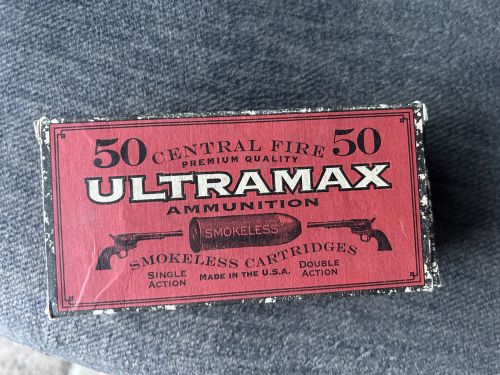 50 CENTRAL FIRE 50
PREMIUM QUALITY
ULTRAMAX
AMMUNITION
SMOKELESS
SMOKELESS CARTRIDGES
SINGLE ACTION
MADE IN THE U.S.A.
DOUBLE ACTION